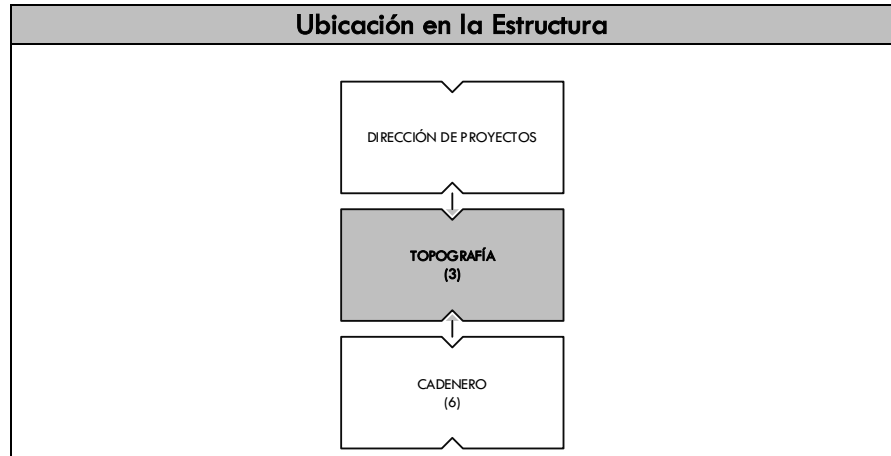 Ubicación en la Estructura
DIRECCIÓN DE PROYECTOS
TOPOGRAFÍA
(3)
CADENERO
(6)